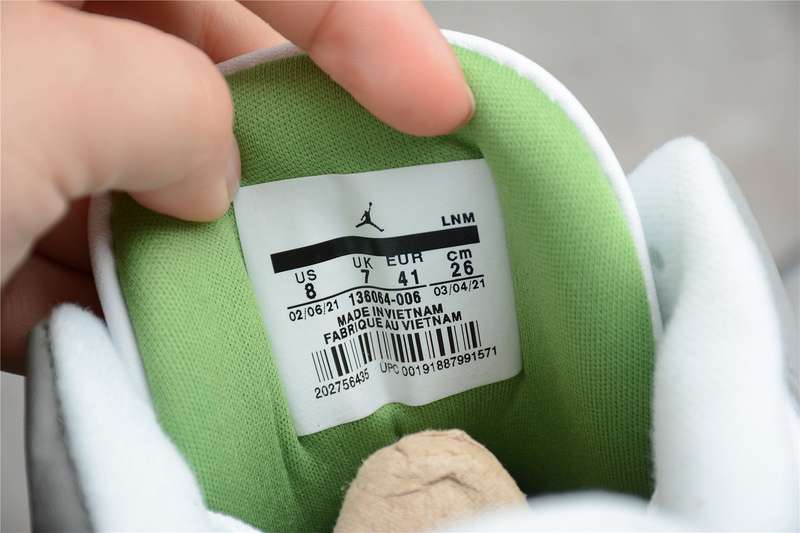 LNM
US UK EUR cm
8 7 41 26
02/06/21 136064-006 03/04/21
MADE IN VIETNAM
FABRIQUE AU VIETNAM
202756435 UPC 00191887991571